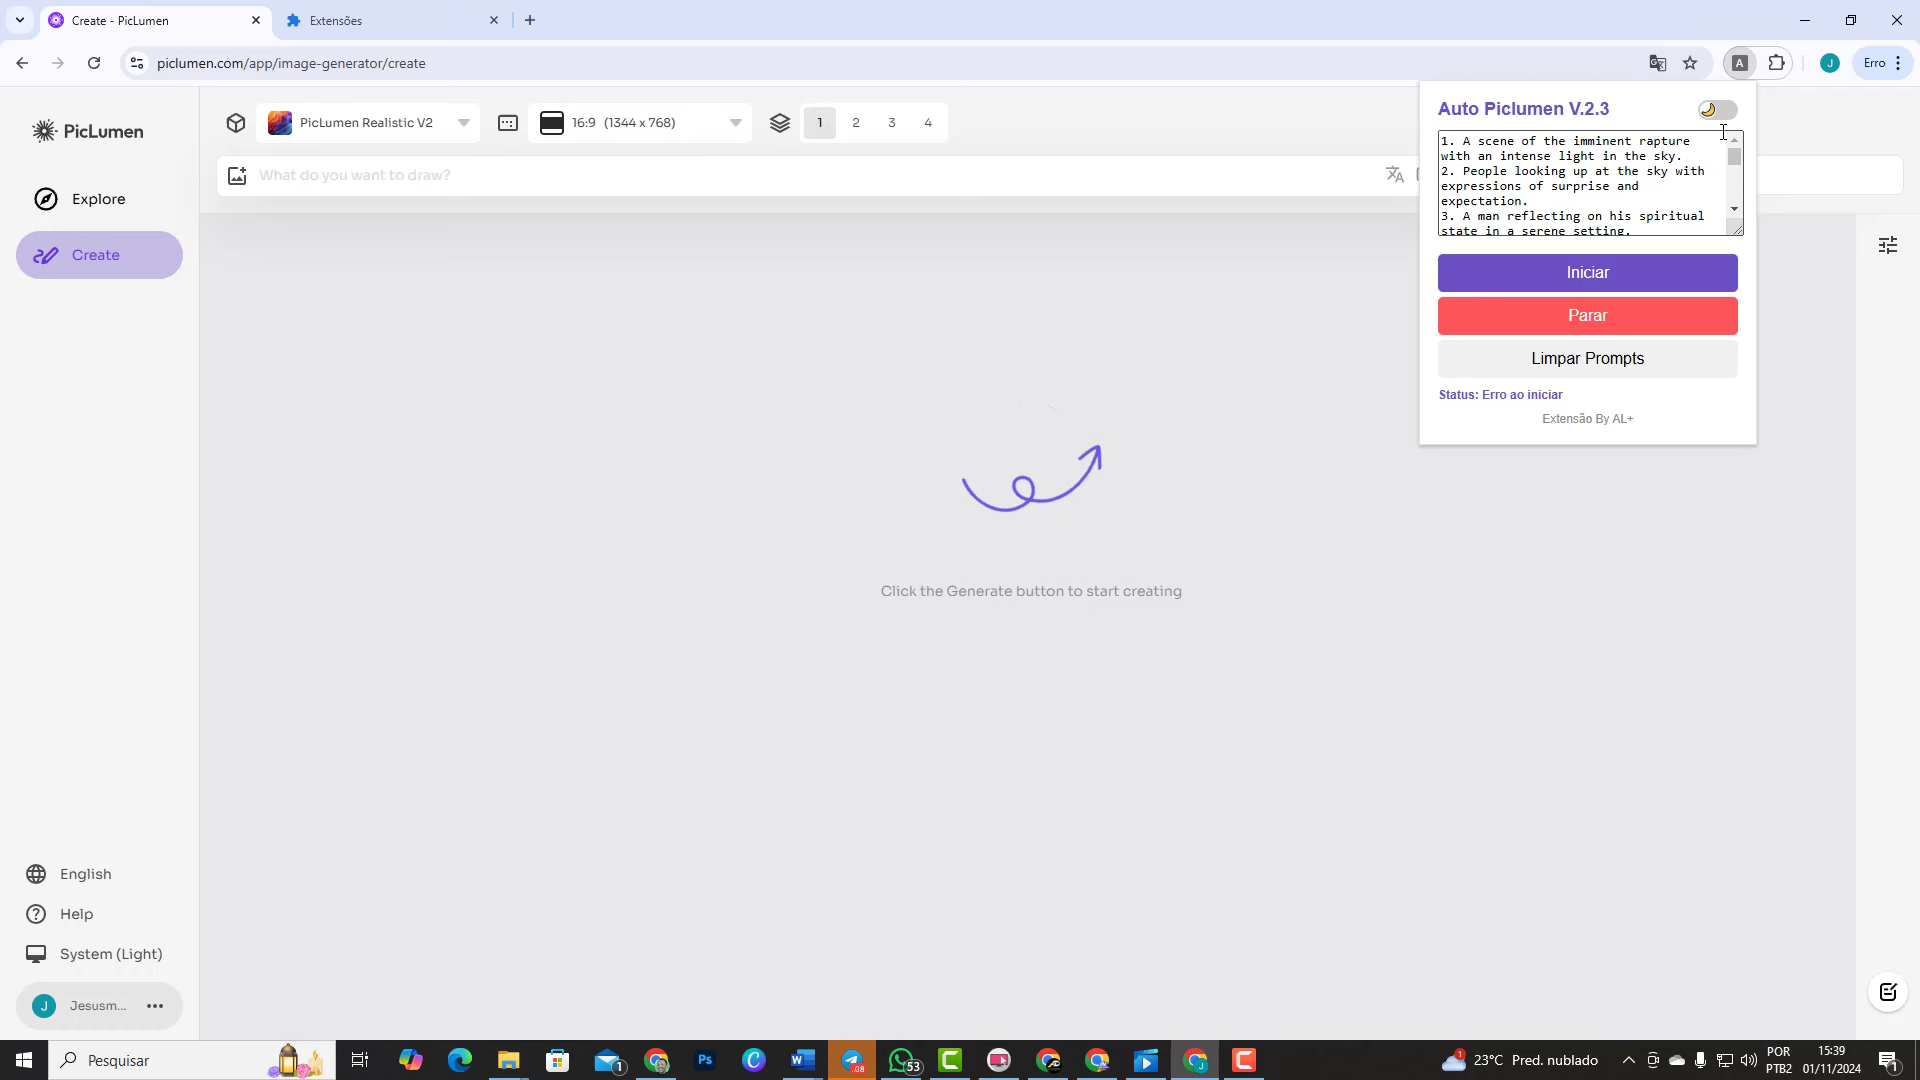 Create - PicLumen
Extensões
piclumen.com/app/image-generator/create
A
J
Erro
PicLumen
PicLumen Realistic V2
16:9 (1344 x 768)
1
2
3
4
What do you want to draw?
Explore
Create
Auto Piclumen V.2.3
1. A scene of the imminent rapture
with an intense light in the sky.
2. People looking up at the sky with
expressions of surprise and
expectation.
3. A man reflecting on his spiritual
state in a serene setting.
Iniciar
Parar
Limpar Prompts
Status: Erro ao iniciar
Extensão By AL+
Click the Generate button to start creating
English
Help
System (Light)
J
Jesusm...
Pesquisar
1
Ps
53
1
23°C Pred. nublado
POR
PTB2
15:39
01/11/2024
1